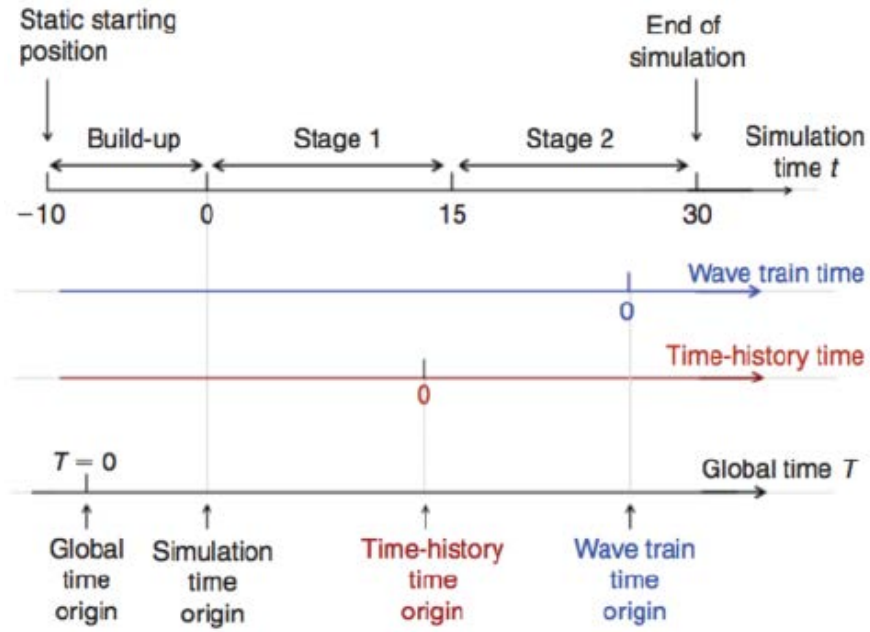 Static starting
position
End of
simulation
Build-up
Stage 1
Stage 2
Simulation
time t
−10
0
15
30
Wave train time
0
Time-history time
0
T = 0
Global time T
Global
time
origin
Simulation
time
origin
Time-history
time
origin
Wave train
time
origin